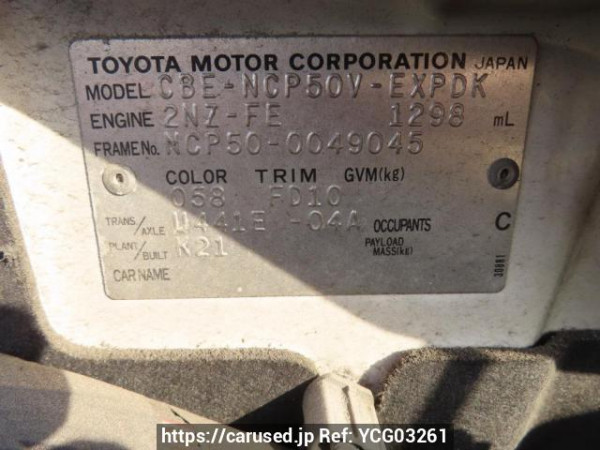 TOYOTA MOTOR CORPORATION JAPAN
MODEL CBE-NCP50V-EXPDK
ENGINE 2NZ-FE 1298 mL
FRAME No. NCP50-0049045
COLOR TRIM GVM(kg)
058 FD10
TRANS/AXLE U441E -04A OCCUPANTS C
PLANT/BUILT K21 PAYLOAD MASS(kg)
CAR NAME
https://carused.jp Ref: YCG03261